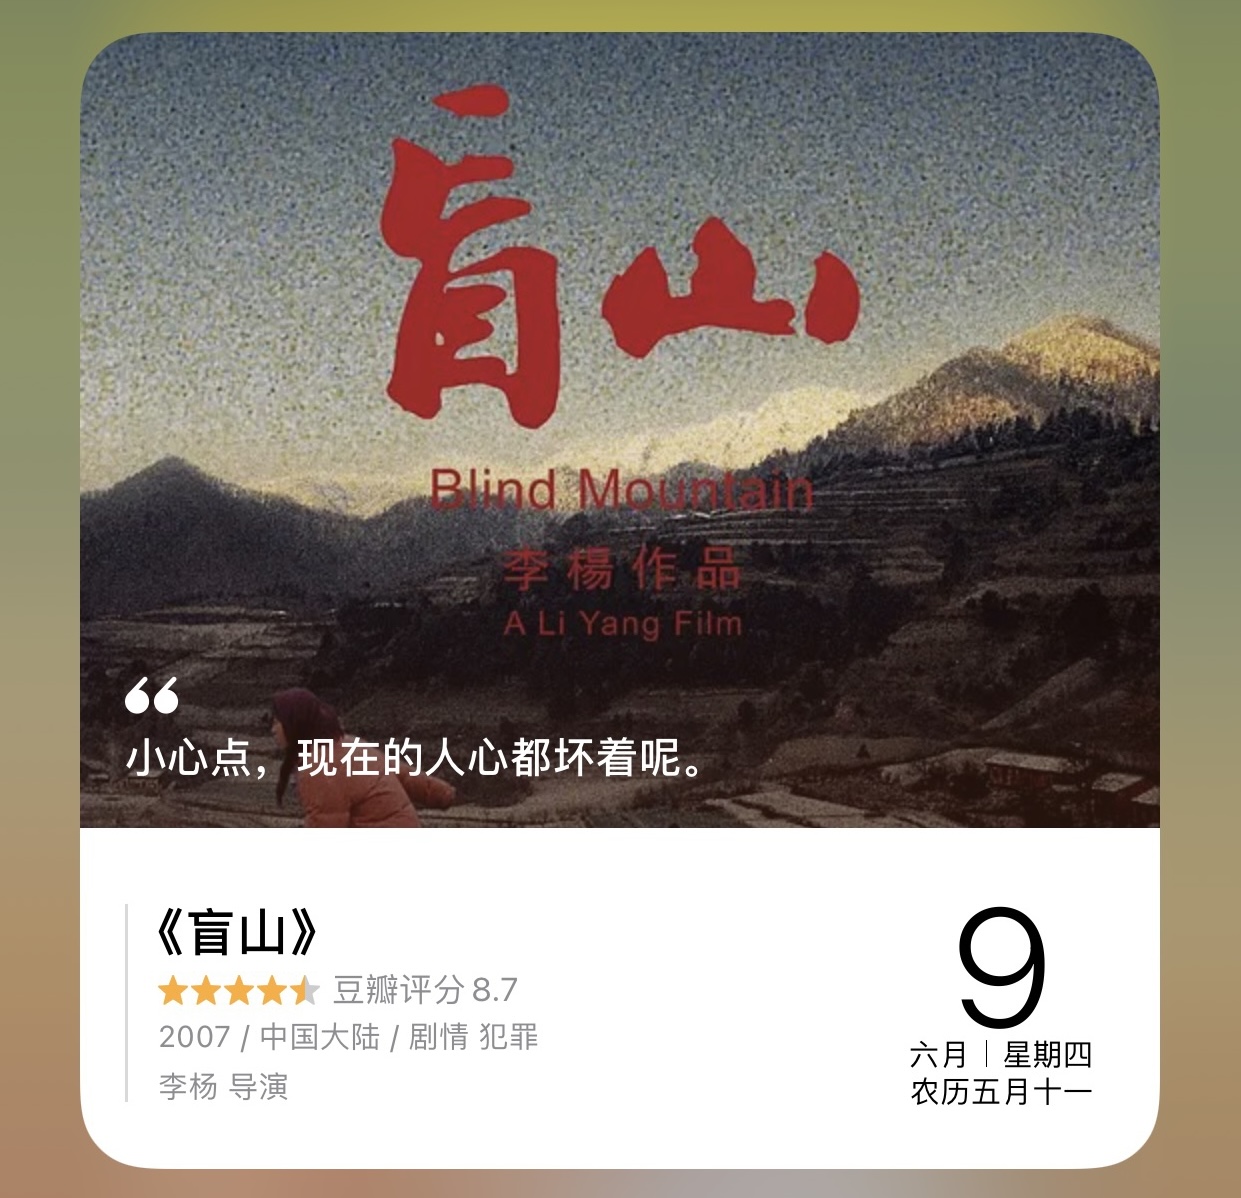 盲山
Blind Mountain
李楊作品
A Li Yang Film
“
小心点，现在的人心都坏着呢。
《盲山》
豆瓣评分 8.7
2007 / 中国大陆 / 剧情 犯罪
李杨 导演
9
六月｜星期四
农历五月十一